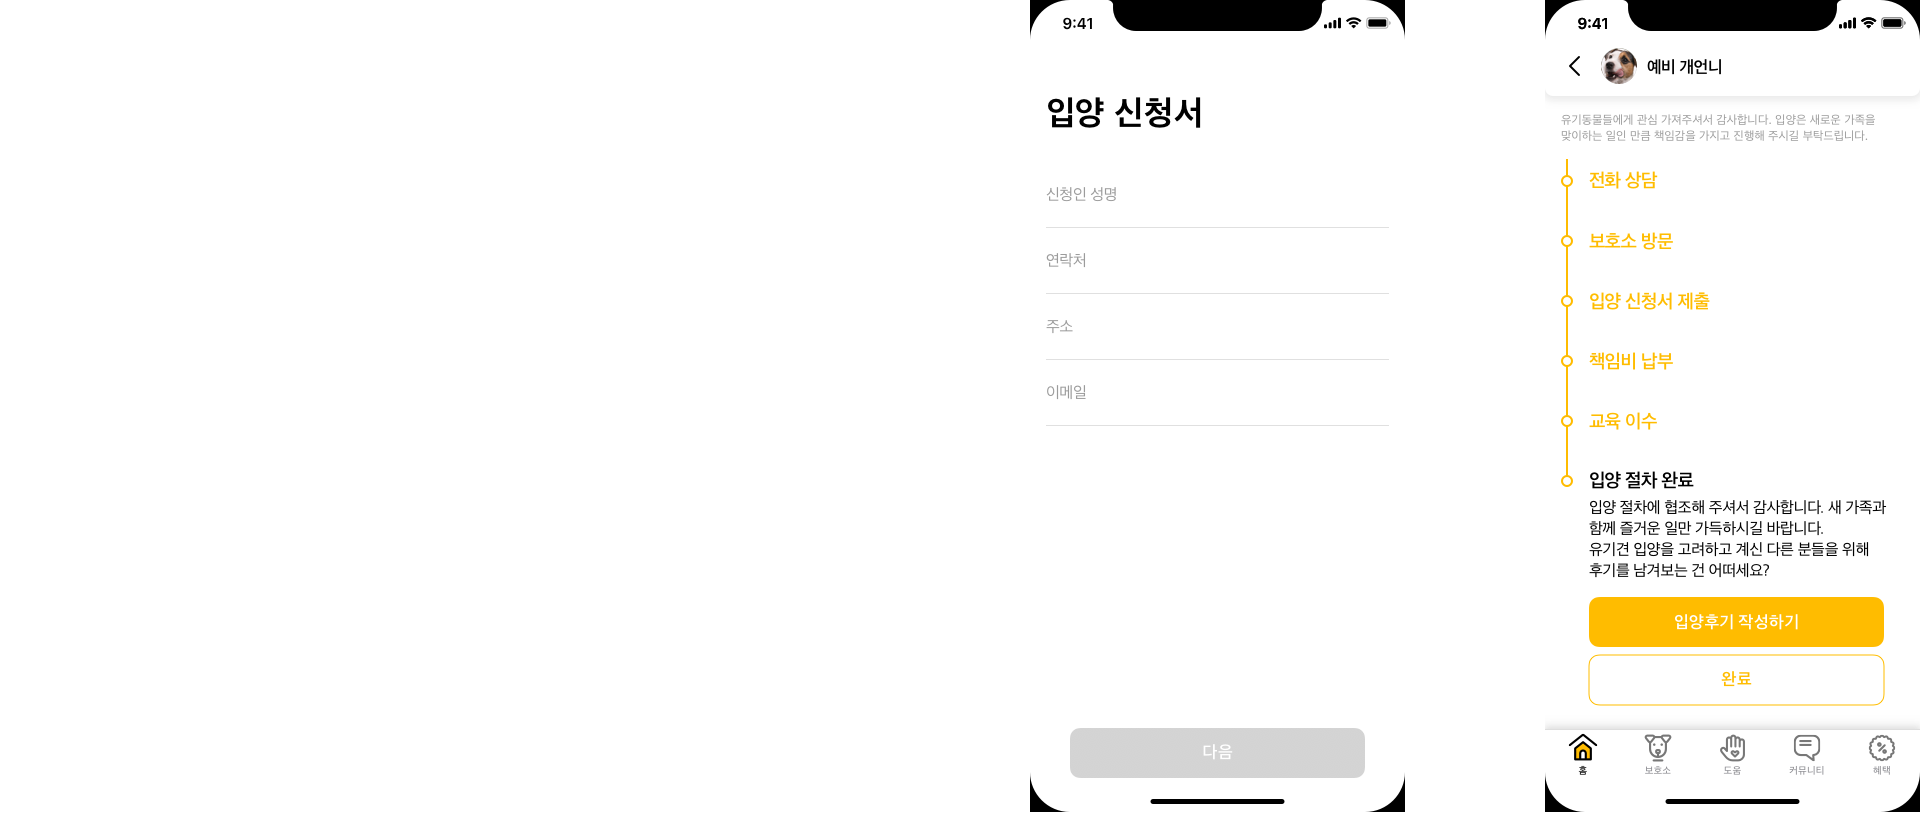 9:41
입양 신청서
신청인 성명
연락처
주소
이메일
다음
9:41
예비 개언니
유기동물들에게 관심 가져주셔서 감사합니다. 입양은 새로운 가족을
맞이하는 일인 만큼 책임감을 가지고 진행해 주시길 부탁드립니다.
전화 상담
보호소 방문
입양 신청서 제출
책임비 납부
교육 이수
입양 절차 완료
입양 절차에 협조해 주셔서 감사합니다. 새 가족과
함께 즐거운 일만 가득하시길 바랍니다.
유기견 입양을 고려하고 계신 다른 분들을 위해
후기를 남겨보는 건 어떠세요?
입양후기 작성하기
완료
홈
보호소
도움
커뮤니티
혜택